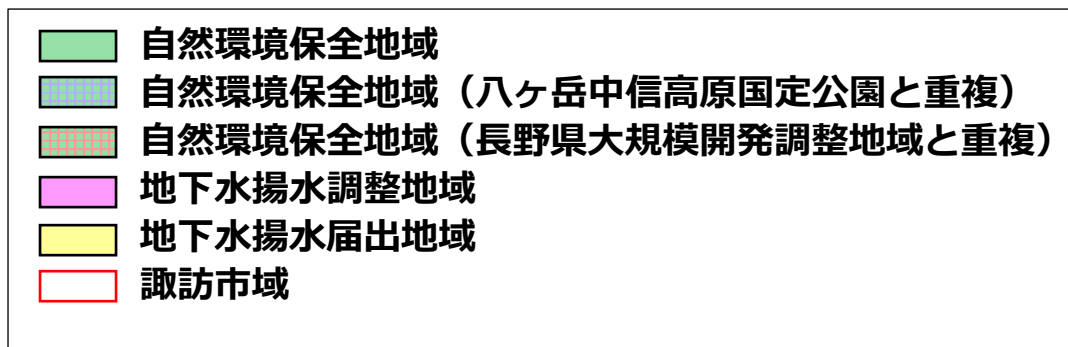 自然環境保全地域
自然環境保全地域（八ヶ岳中信高原国定公園と重複）
自然環境保全地域（長野県大規模開発調整地域と重複）
地下水揚水調整地域
地下水揚水届出地域
諏訪市域